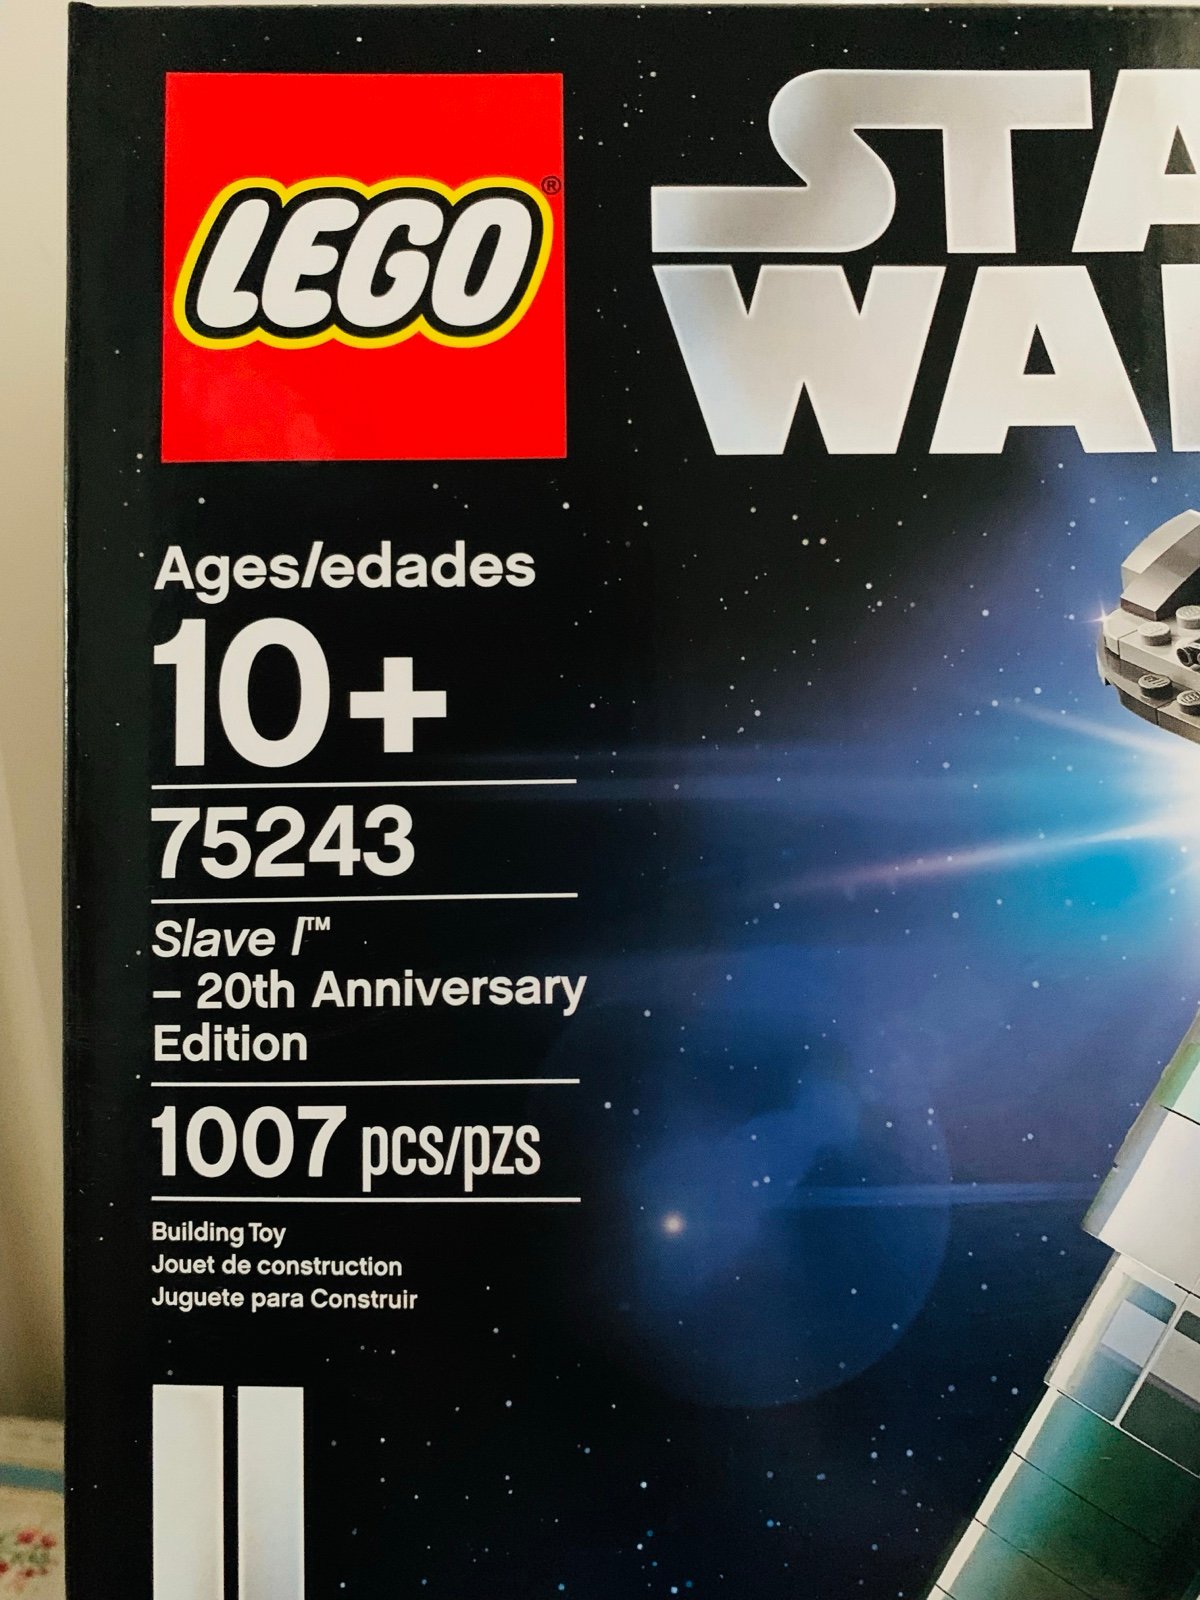 LEGO®
STA
WA
Ages/edades
10+
75243
Slave I™
– 20th Anniversary
Edition
1007 pcs/pzs
Building Toy
Jouet de construction
Juguete para Construir